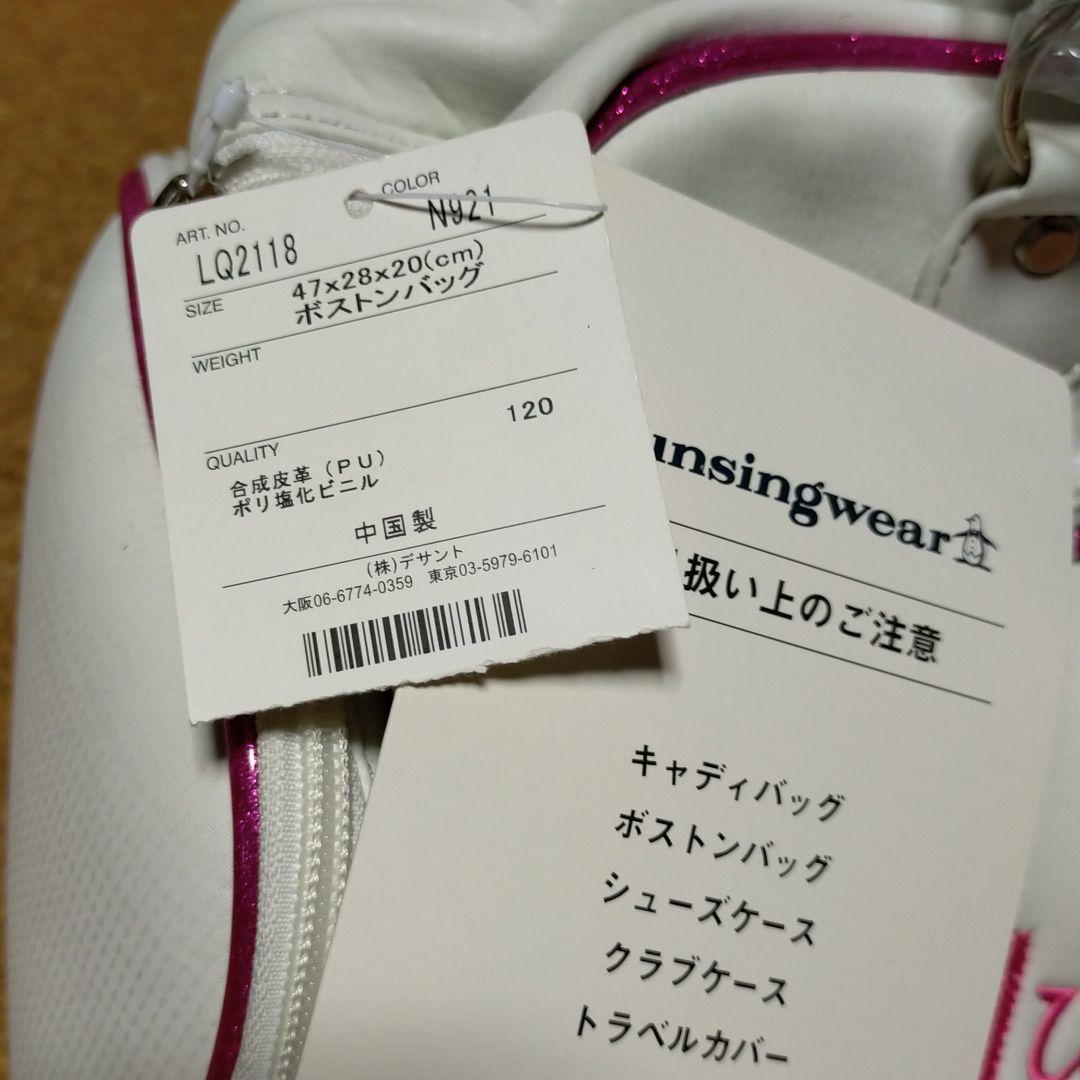 ART. NO.
COLOR
LQ2118
N921
SIZE
47×28×20(cm)
ボストンバッグ
WEIGHT
120
QUALITY
合成皮革（PU）
ポリ塩化ビニル
中国製
(株)デサント
大阪06-6774-0359 東京03-5979-6101
unsingwear
扱い上のご注意
キャディバッグ
ボストンバッグ
シューズケース
クラブケース
トラベルカバー